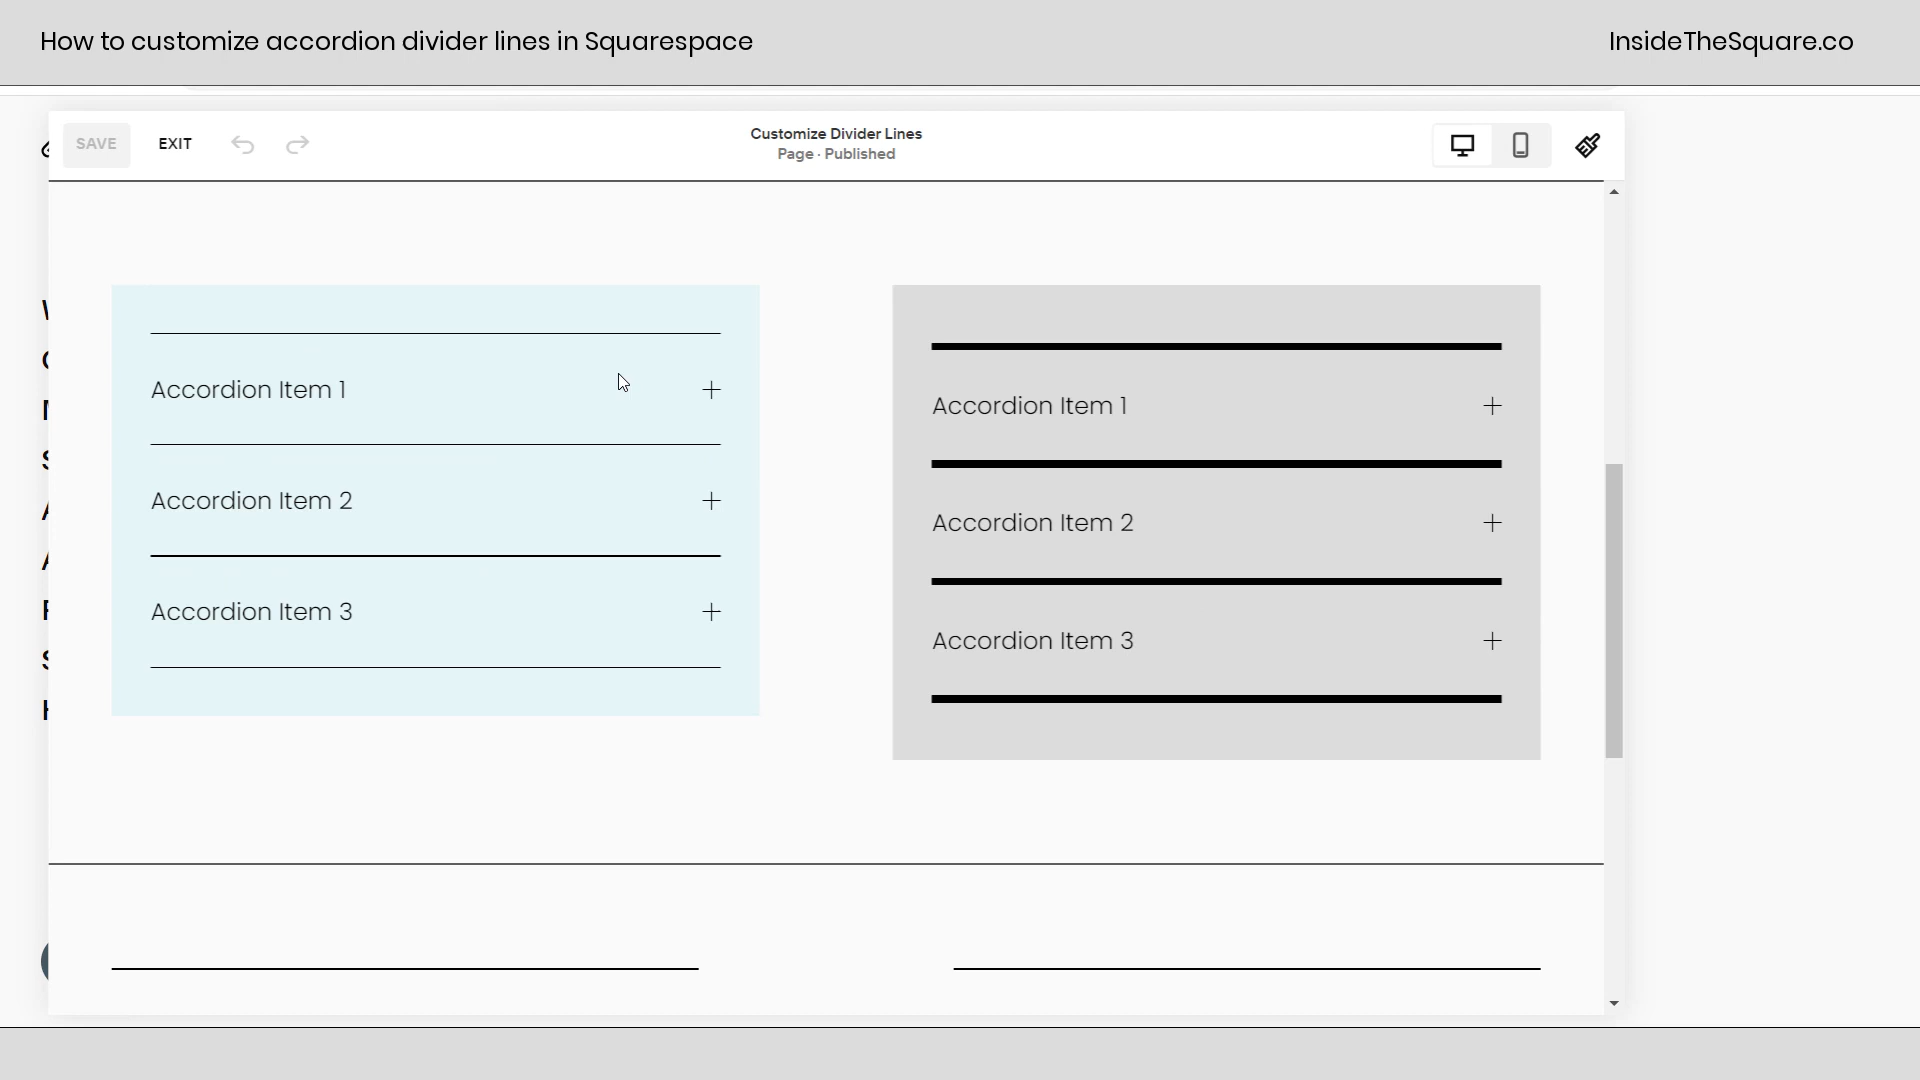 How to customize accordion divider lines in Squarespace
InsideTheSquare.co
SAVE
EXIT
Customize Divider Lines
Page · Published
Accordion Item 1
Accordion Item 2
Accordion Item 3
Accordion Item 1
Accordion Item 2
Accordion Item 3